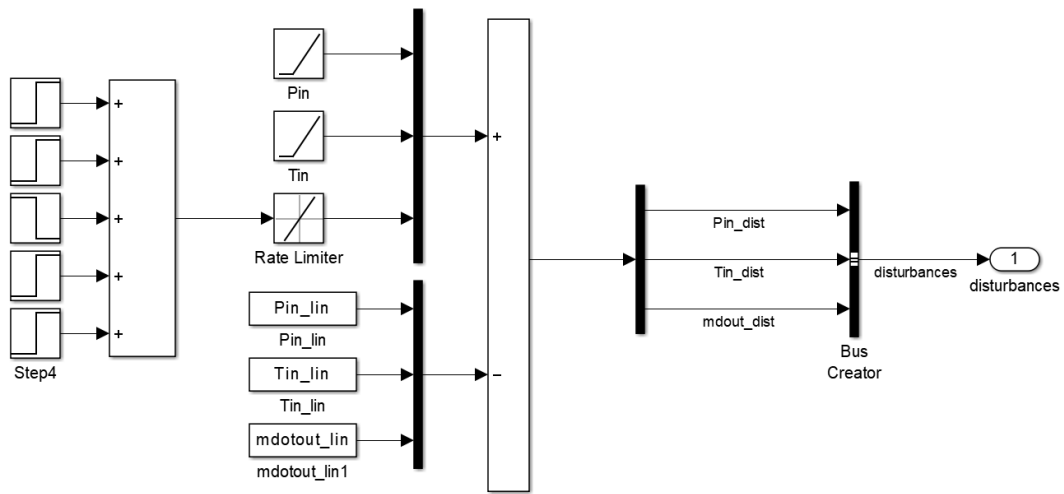 +
+
+
+
+
Step4
Pin
Tin
Rate Limiter
Pin_lin
Pin_lin
Tin_lin
Tin_lin
mdotout_lin
mdotout_lin1
+
−
Pin_dist
Tin_dist
mdout_dist
Bus
Creator
disturbances
1
disturbances